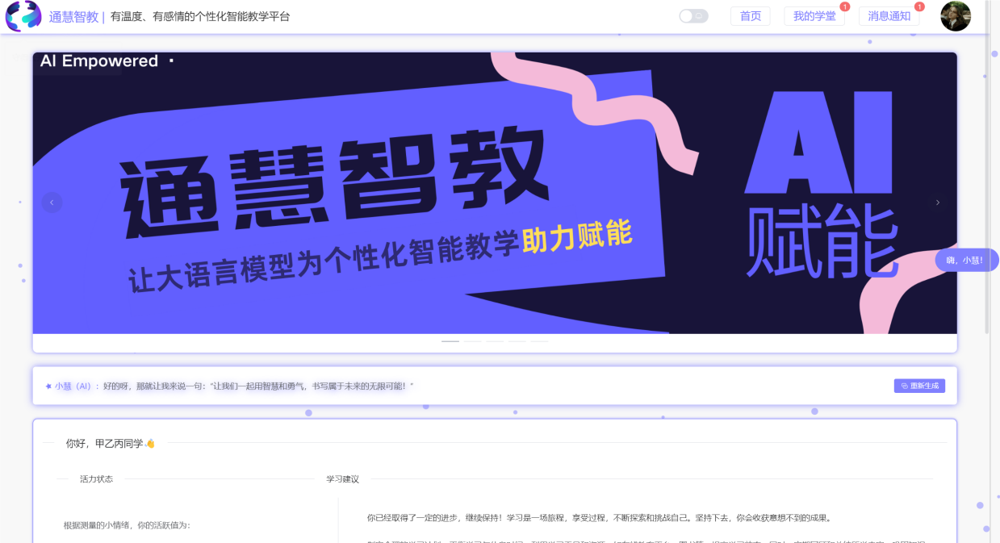 通慧智教 | 有温度、有感情的个性化智能教学平台
首页
我的学堂
1
消息通知
1
AI Empowered ·
通慧智教
让大语言模型为个性化智能教学助力赋能
AI
赋能
嗨，小慧！
小慧（AI）：好的呀，那就让我来说一句：“让我们一起用智慧和勇气，书写属于未来的无限可能！”
重新生成
你好，甲乙丙同学👋
活力状态
学习建议
你已经取得了一定的进步，继续保持！学习是一场旅程，享受过程，不断探索和挑战自己。坚持下去，你会收获意想不到的成果。
根据测量的小情绪，你的活跃值为：